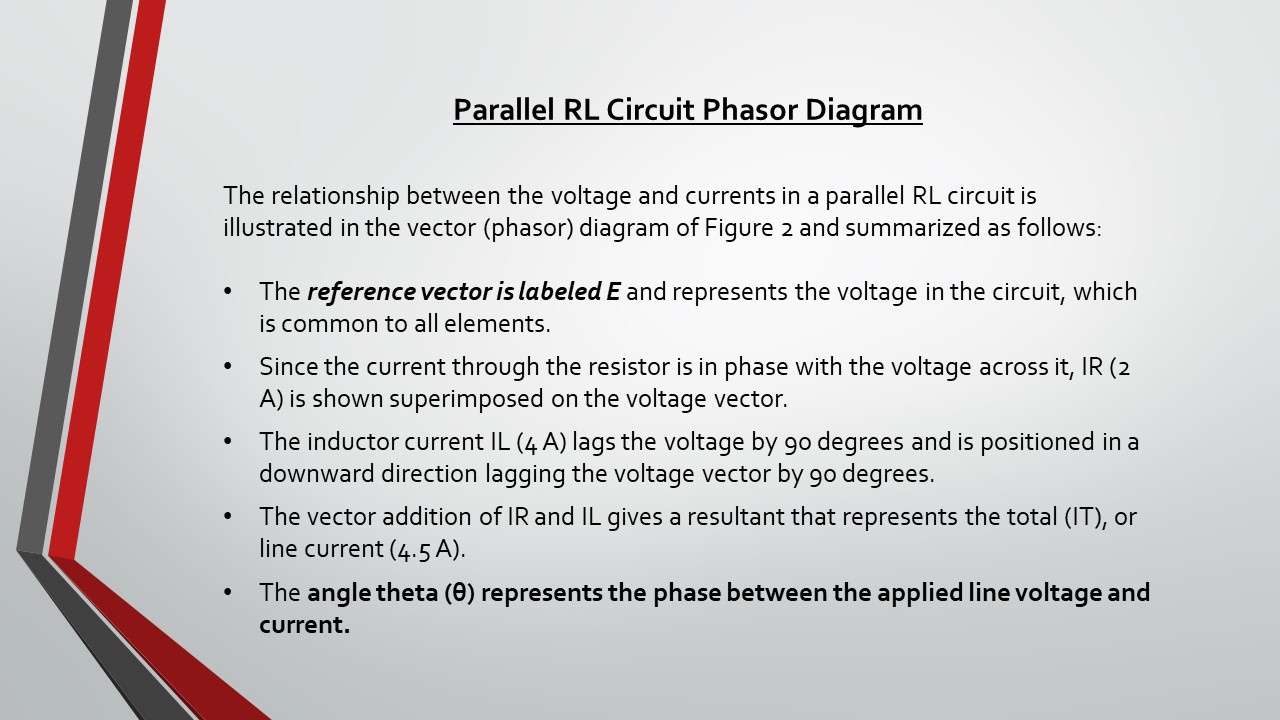 Parallel RL Circuit Phasor Diagram
The relationship between the voltage and currents in a parallel RL circuit is
illustrated in the vector (phasor) diagram of Figure 2 and summarized as follows:
• The reference vector is labeled E and represents the voltage in the circuit, which
is common to all elements.
• Since the current through the resistor is in phase with the voltage across it, IR (2
A) is shown superimposed on the voltage vector.
• The inductor current IL (4 A) lags the voltage by 90 degrees and is positioned in a
downward direction lagging the voltage vector by 90 degrees.
• The vector addition of IR and IL gives a resultant that represents the total (IT), or
line current (4.5 A).
• The angle theta (θ) represents the phase between the applied line voltage and
current.